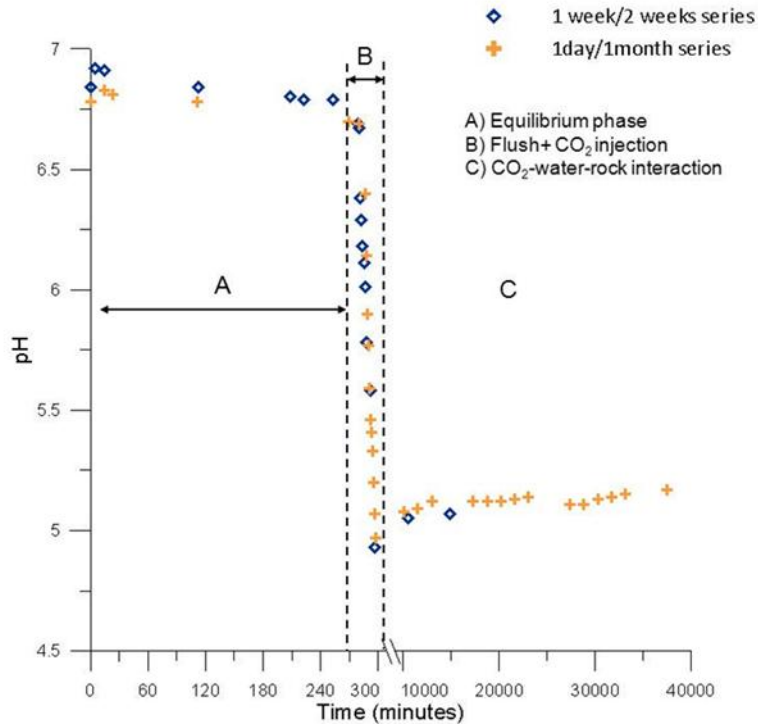 1 week/2 weeks series
1day/1month series
A) Equilibrium phase
B) Flush+ CO₂ injection
C) CO₂-water-rock interaction
B
A
C
pH
7
6.5
6
5.5
5
4.5
0 60 120 180 240 300 10000 20000 30000 40000
Time (minutes)